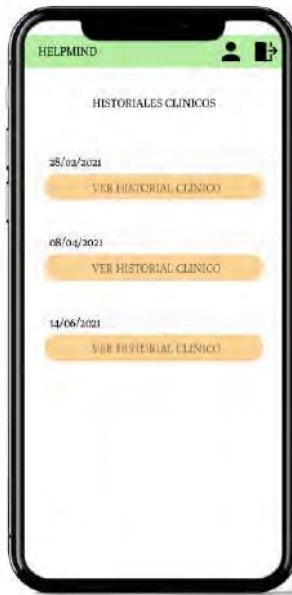 HELPMIND
HISTORIALES CLINICOS
28/02/2021
VER HISTORIAL CLINICO
08/04/2021
VER HISTORIAL CLINICO
14/06/2021
VER HISTORIAL CLINICO